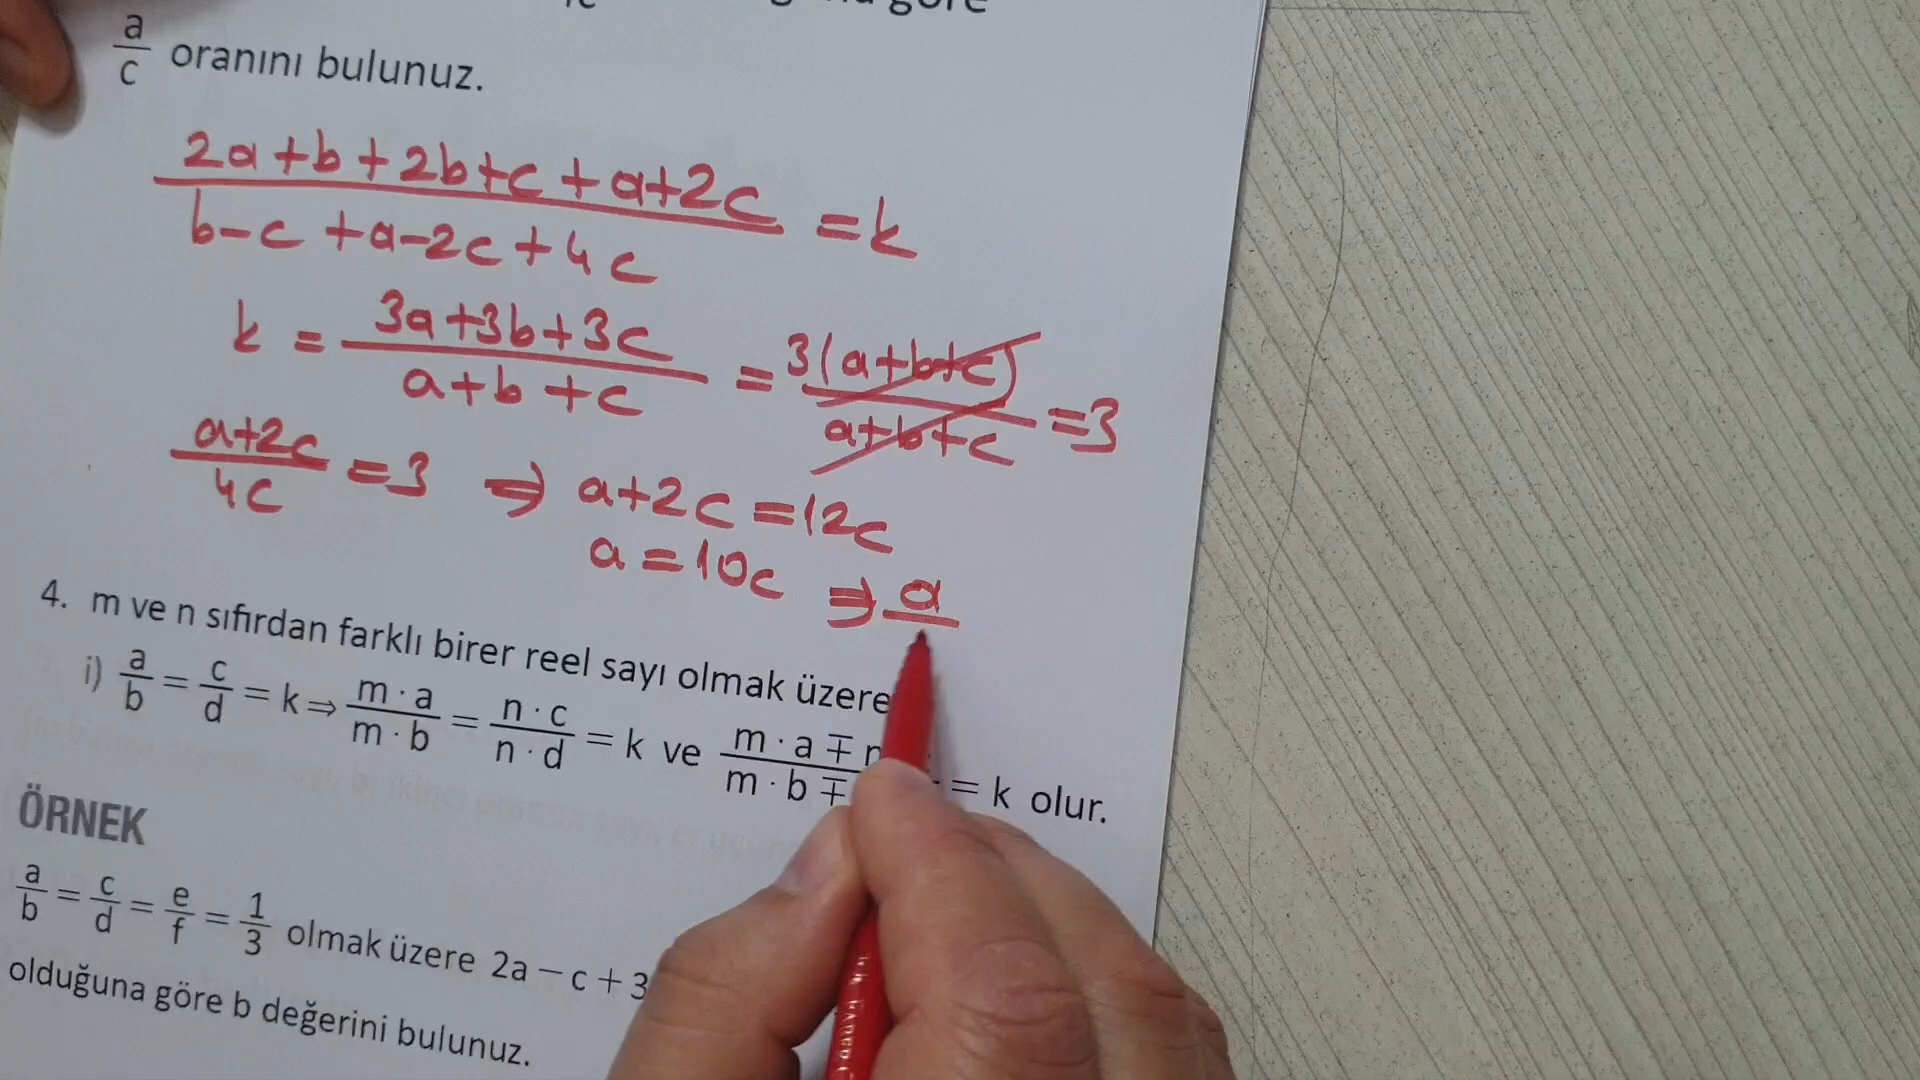 göre
a/c oranını bulunuz.
2a+b+2b+c+a+2c / b-c+a-2c+4c = k
k = 3a+3b+3c / a+b+c = 3(a+b+c) / a+b+c = 3
a+2c / 4c = 3 ⇒ a+2c = 12c
a = 10c ⇒ a
4. m ve n sıfırdan farklı birer reel sayı olmak üzere
i) a/b = c/d = k ⇒ m·a / m·b = n·c / n·d = k ve m·a ∓ n / m·b ∓ = k olur.
ÖRNEK
a/b = c/d = e/f = 1/3 olmak üzere 2a − c + 3
olduğuna göre b değerini bulunuz.